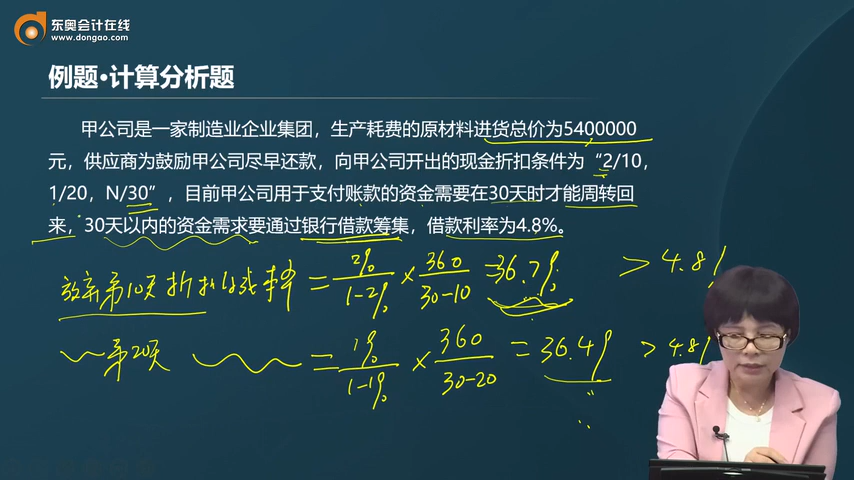 东奥会计在线
www.dongao.com
例题·计算分析题
甲公司是一家制造业企业集团，生产耗费的原材料进货总价为5400000
元，供应商为鼓励甲公司尽早还款，向甲公司开出的现金折扣条件为“2/10，
1/20，N/30”，目前甲公司用于支付账款的资金需要在30天时才能周转回
来，30天以内的资金需求要通过银行借款筹集，借款利率为4.8%。
放弃第10天折扣 = 2%/1-2% × 360/30-10 = 36.7% > 4.8%
第20天 = 1%/1-1% × 360/30-20 = 36.4% > 4.8%